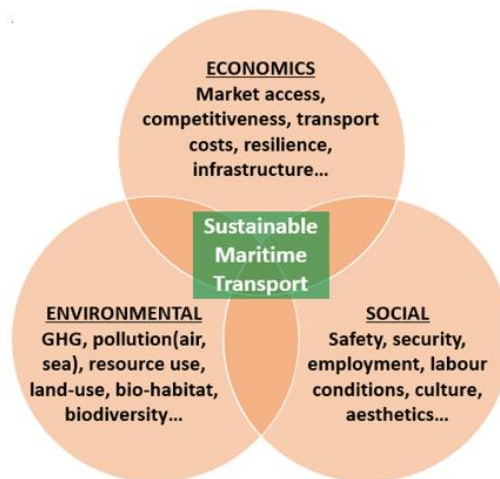 ECONOMICS
Market access,
competitiveness, transport
costs, resilience,
infrastructure…
Sustainable
Maritime
Transport
ENVIRONMENTAL
GHG, pollution(air,
sea), resource use,
land-use, bio-habitat,
biodiversity…
SOCIAL
Safety, security,
employment, labour
conditions, culture,
aesthetics…